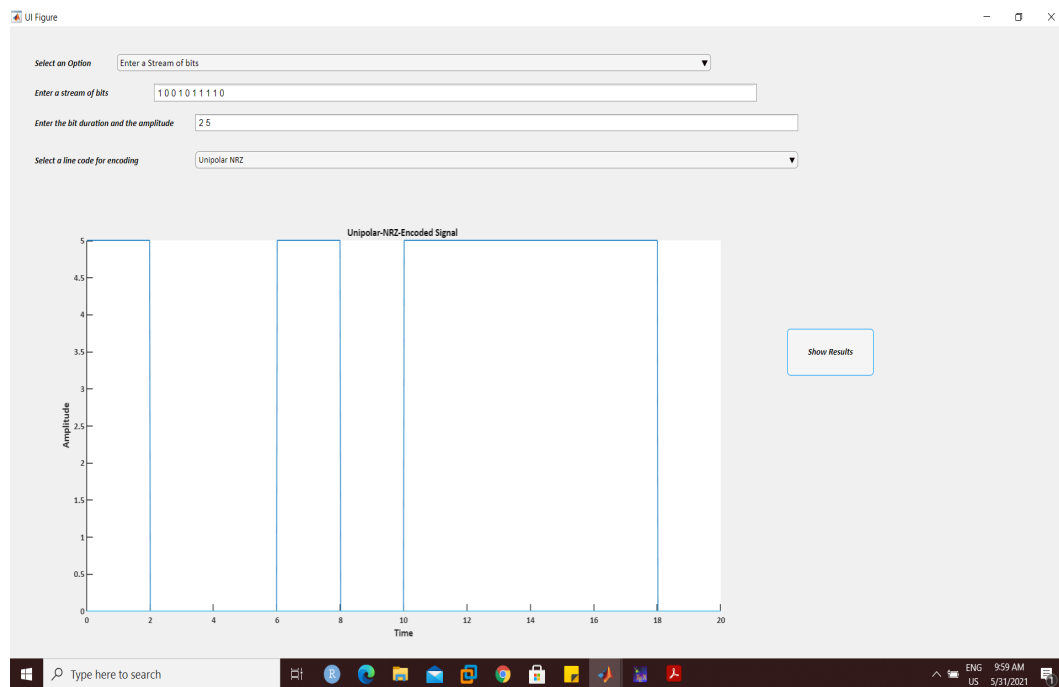 UI Figure
Select an Option Enter a Stream of bits
Enter a stream of bits 1 0 0 1 0 1 1 1 1 0
Enter the bit duration and the amplitude 2 5
Select a line code for encoding Unipolar NRZ
Unipolar-NRZ-Encoded Signal
5
4.5
4
3.5
3
2.5
2
1.5
1
0.5
0
Amplitude
0 2 4 6 8 10 12 14 16 18 20
Time
Show Results
Type here to search
R
ENG 9:59 AM
US 5/31/2021
1